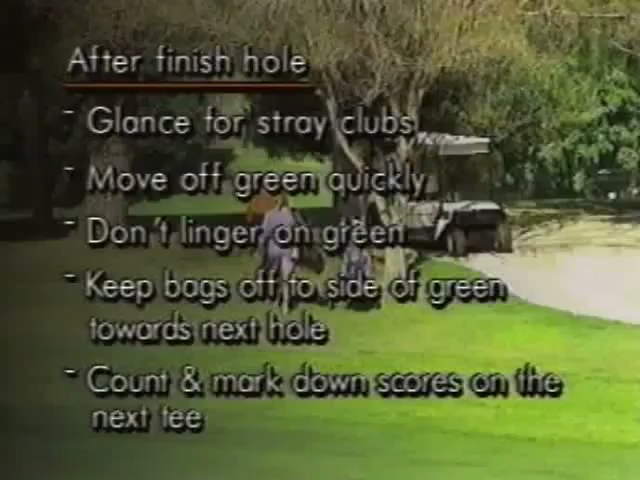 After finish hole
- Glance for stray clubs
- Move off green quickly
- Don't linger on green
- Keep bags off to side of green
towards next hole
- Count & mark down scores on the
next tee